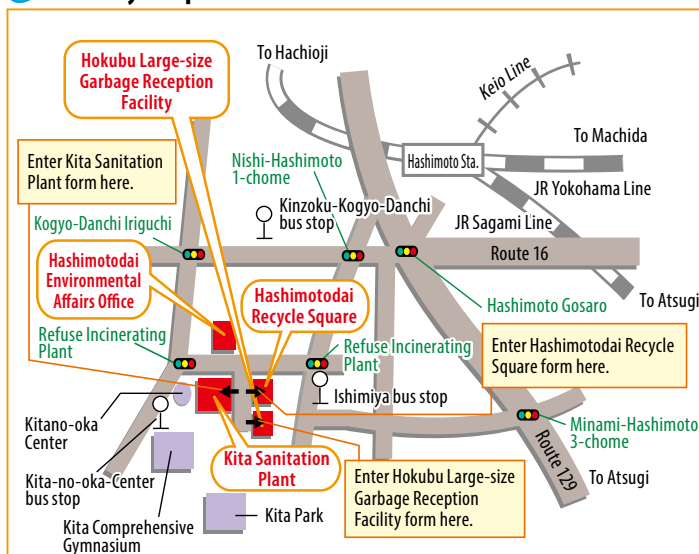 Hokubu Large-size
Garbage Reception
Facility
To Hachioji
Keio Line
To Machida
Hashimoto Sta.
JR Yokohama Line
JR Sagami Line
Enter Kita Sanitation
Plant form here.
Nishi-Hashimoto
1-chome
Kinzoku-Kogyo-Danchi
bus stop
Kogyo-Danchi Iriguchi
Route 16
Hashimotodai
Environmental
Affairs Office
Hashimotodai
Recycle Square
Hashimoto Gosaro
To Atsugi
Refuse Incinerating
Plant
Refuse Incinerating
Plant
Enter Hashimotodai Recycle
Square form here.
Ishimiya bus stop
Kitano-oka
Center
Minami-Hashimoto
3-chome
Kita-no-oka-Center
bus stop
Kita Sanitation
Plant
Route 129
To Atsugi
Enter Hokubu Large-size
Garbage Reception
Facility form here.
Kita Park
Kita Comprehensive
Gymnasium